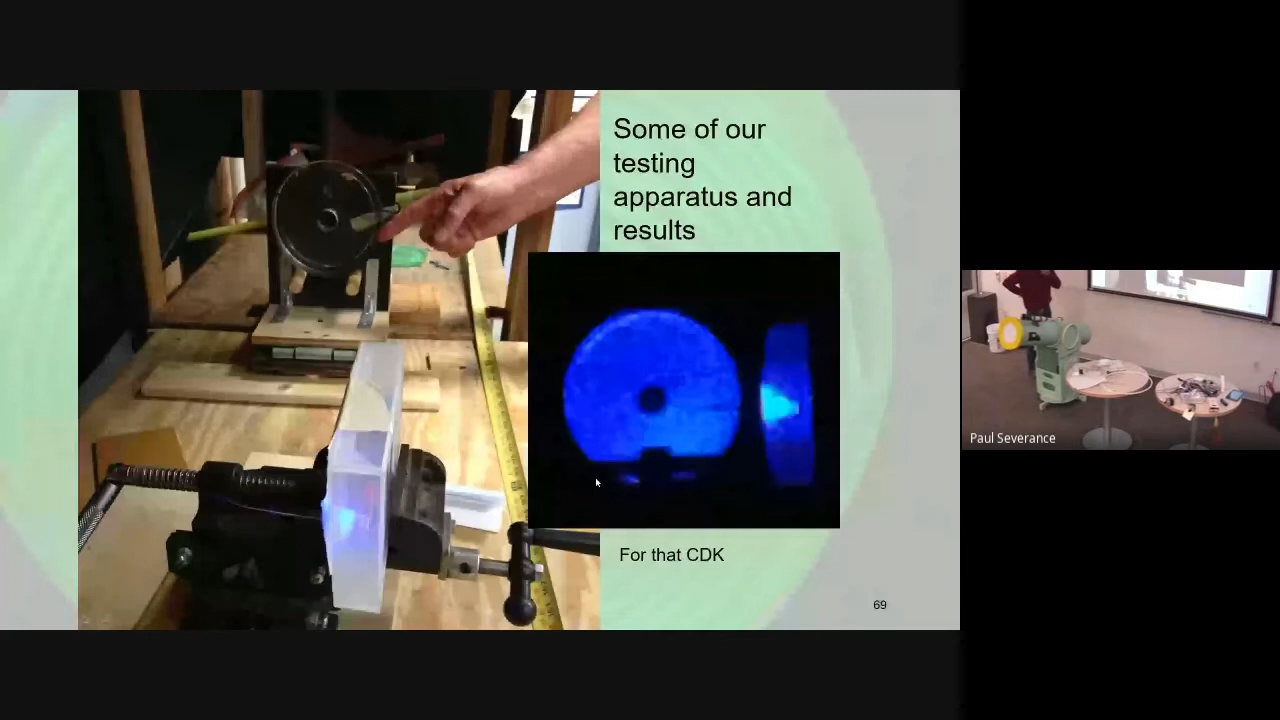 Some of our
testing
apparatus and
results
For that CDK
69
Paul Severance